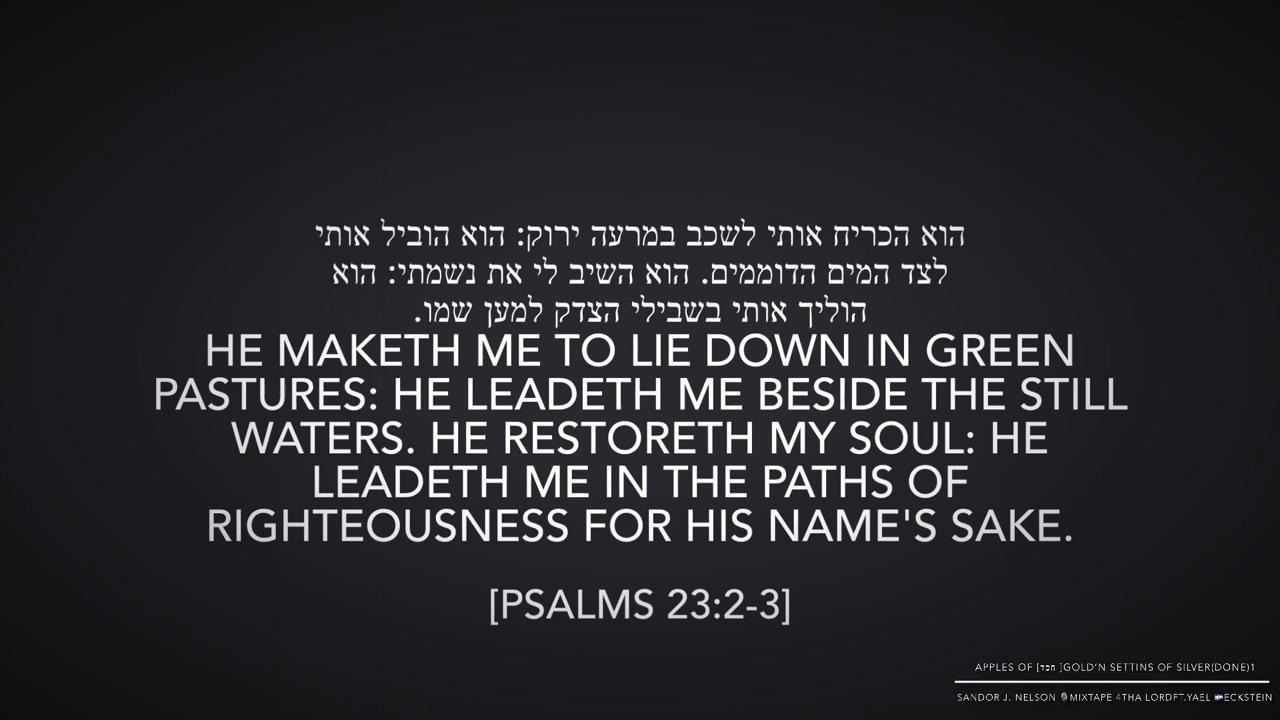 הוא הכריח אותי לשכב במרעה ירוק: הוא הוביל אותי
לצד המים הדוממים. הוא השיב לי את נשמתי: הוא
הוליך אותי בשבילי הצדק למען שמו.
HE MAKETH ME TO LIE DOWN IN GREEN
PASTURES: HE LEADETH ME BESIDE THE STILL
WATERS. HE RESTORETH MY SOUL: HE
LEADETH ME IN THE PATHS OF
RIGHTEOUSNESS FOR HIS NAME'S SAKE.
[PSALMS 23:2-3]
APPLES OF [ ]GOLD'N SETTINS OF SILVER(DONE)1
SANDOR J. NELSON 🎙MIXTAPE 4THA LORDFT.YAEL 🇮🇱ECKSTEIN